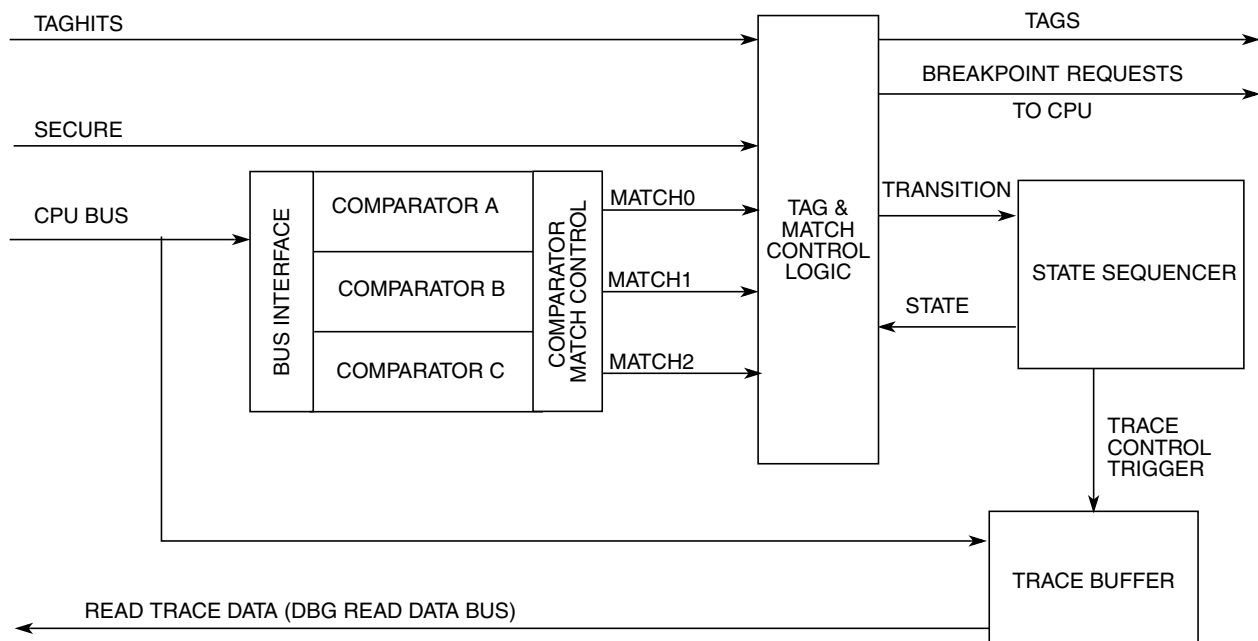 TAGHITS
TAGS
BREAKPOINT REQUESTS
TO CPU
SECURE
CPU BUS
BUS INTERFACE
COMPARATOR A
COMPARATOR B
COMPARATOR C
COMPARATOR
MATCH CONTROL
MATCH0
MATCH1
MATCH2
TAG &
MATCH
CONTROL
LOGIC
TRANSITION
STATE
STATE SEQUENCER
TRACE
CONTROL
TRIGGER
TRACE BUFFER
READ TRACE DATA (DBG READ DATA BUS)